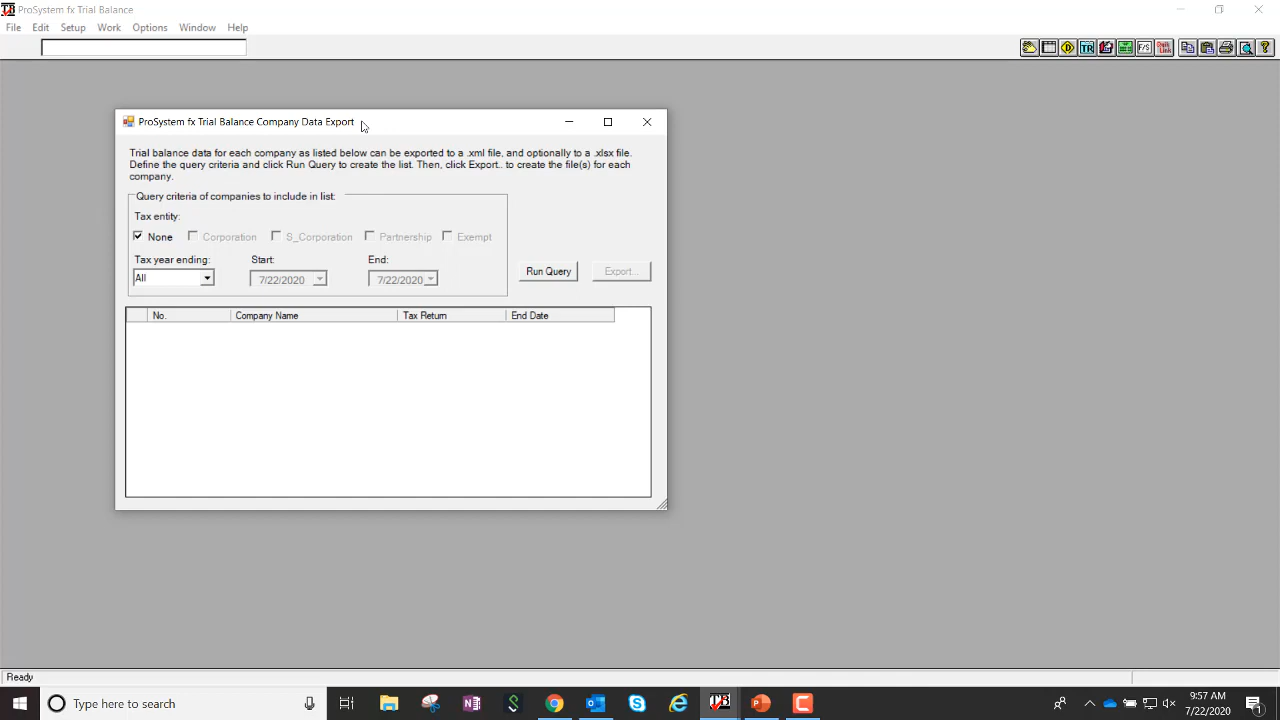 ProSystem fx Trial Balance
File Edit Setup Work Options Window Help
TR F/S
ProSystem fx Trial Balance Company Data Export
Trial balance data for each company as listed below can be exported to a .xml file, and optionally to a .xlsx file.
Define the query criteria and click Run Query to create the list. Then, click Export.. to create the file(s) for each
company.
Query criteria of companies to include in list:
Tax entity:
None Corporation S_Corporation Partnership Exempt
Tax year ending: Start: End:
All 7/22/2020 7/22/2020 Run Query Export...
No. Company Name Tax Return End Date
Ready
Type here to search
9:57 AM
7/22/2020